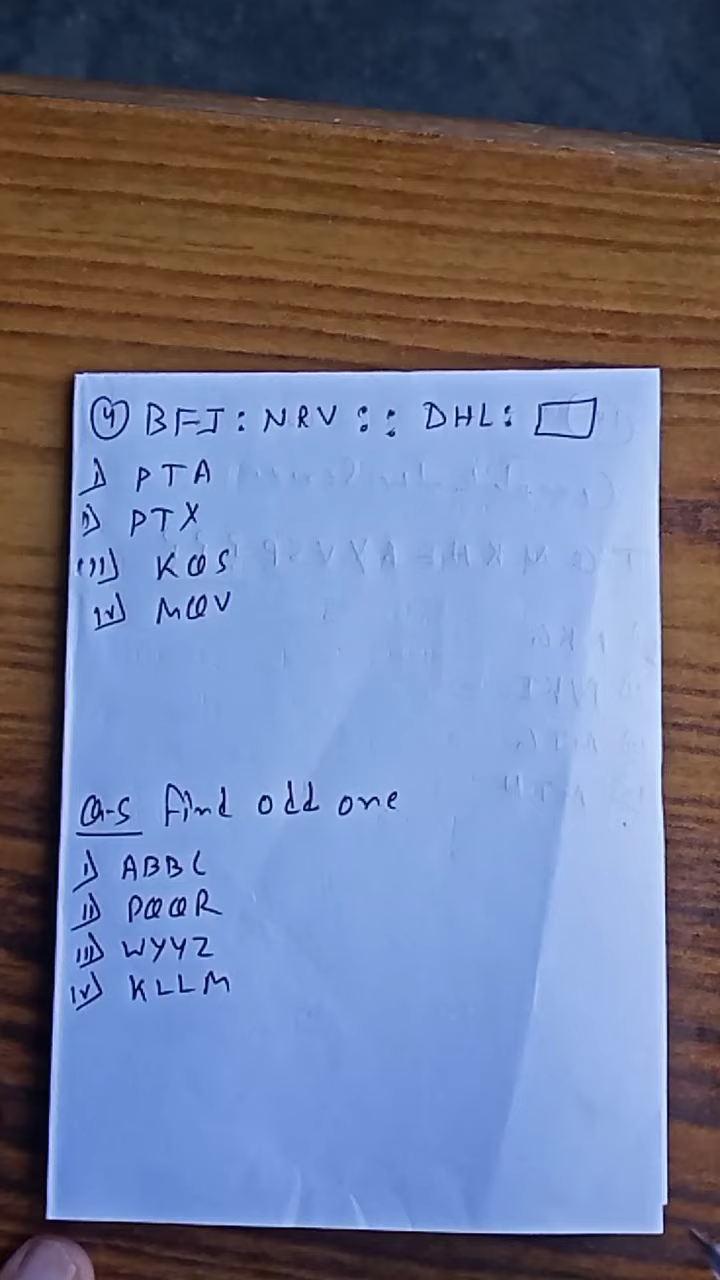 4 BFJ : NRV :: DHL : 
i) PTA
ii) PTX
iii) KQS
iv) MQV
Q-5 Find odd one
i) ABBC
ii) PQQR
iii) WYYZ
iv) KLLM